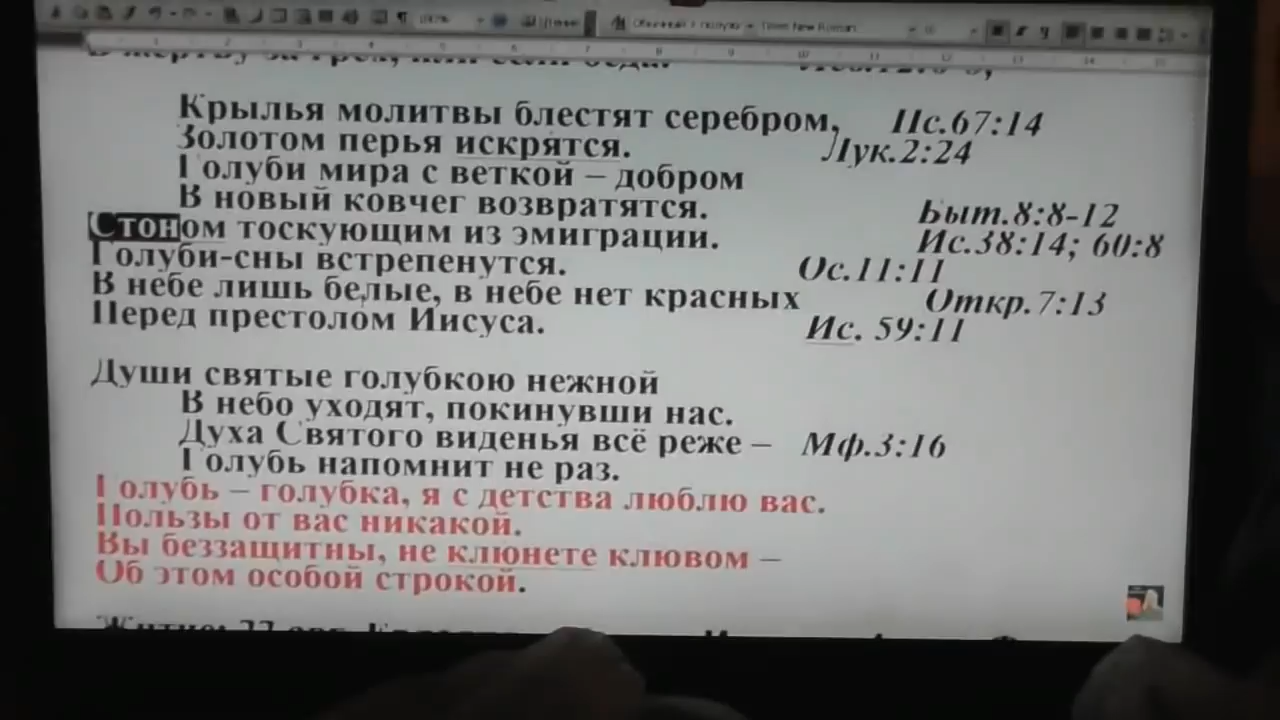 Крылья молитвы блестят серебром, Пс.67:14
Золотом перья искрятся. Лук.2:24
Голуби мира с веткой – добром
В новый ковчег возвратятся. Быт.8:8-12
Стоном тоскующим из эмиграции. Ис.38:14; 60:8
Голуби-сны встрепенутся. Ос.11:11
В небе лишь белые, в небе нет красных Откр.7:13
Перед престолом Иисуса. Ис. 59:11
Души святые голубкою нежной
В небо уходят, покинувши нас.
Духа Святого виденья всё реже – Мф.3:16
Голубь напомнит не раз.
Голубь – голубка, я с детства люблю вас.
Пользы от вас никакой.
Вы беззащитны, не клюнете клювом –
Об этом особой строкой.